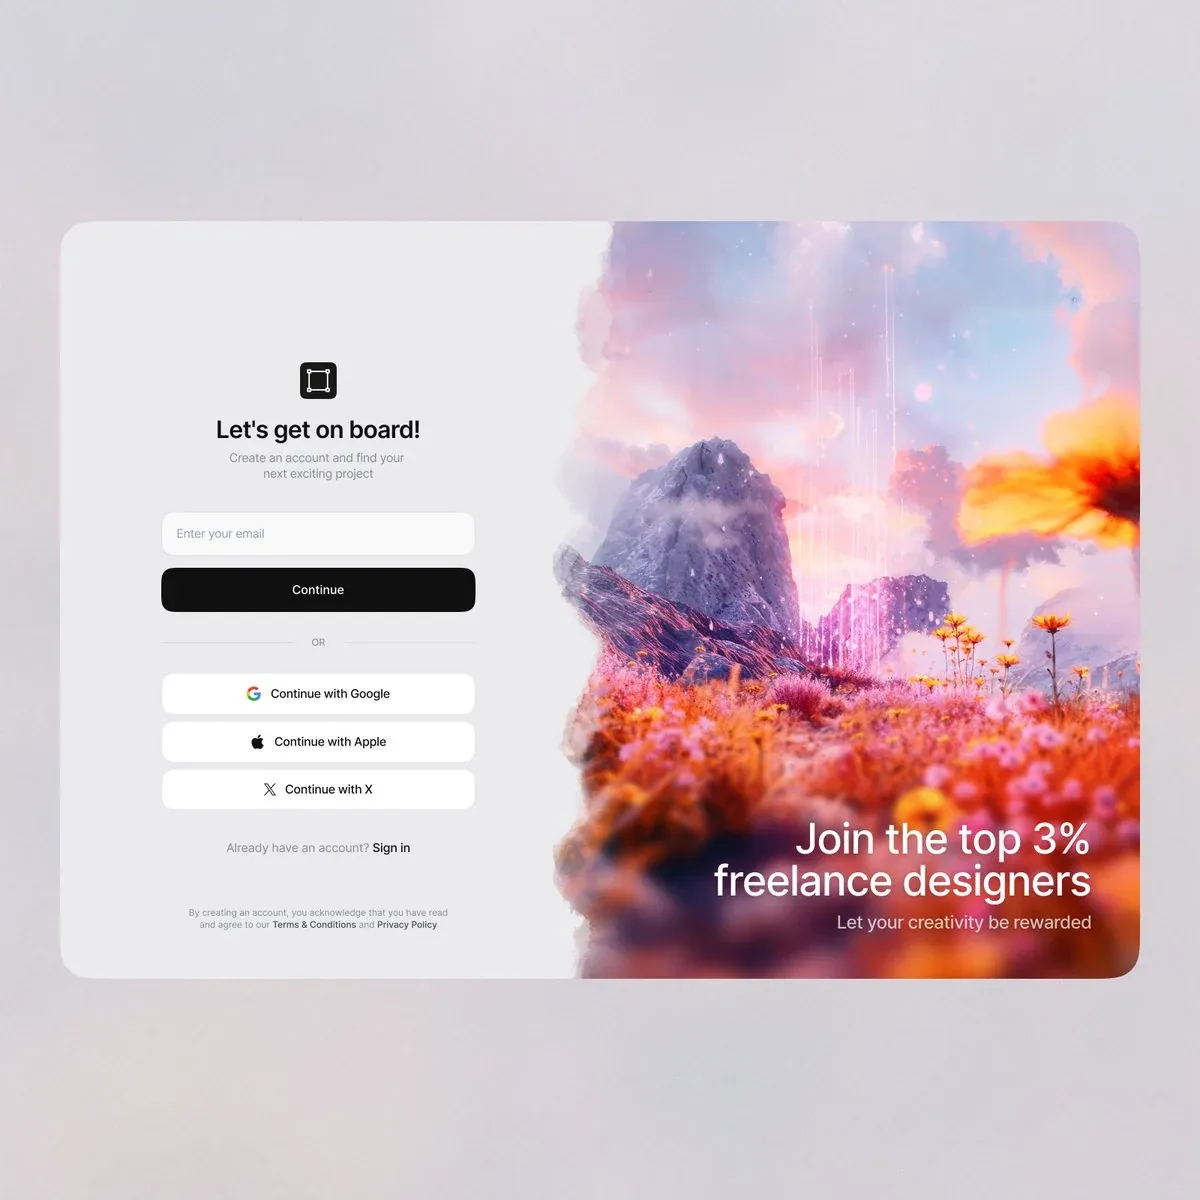 Let's get on board!
Create an account and find your
next exciting project
Enter your email
Continue
OR
Continue with Google
Continue with Apple
Continue with X
Already have an account? Sign in
By creating an account, you acknowledge that you have read
and agree to our Terms & Conditions and Privacy Policy
Join the top 3%
freelance designers
Let your creativity be rewarded